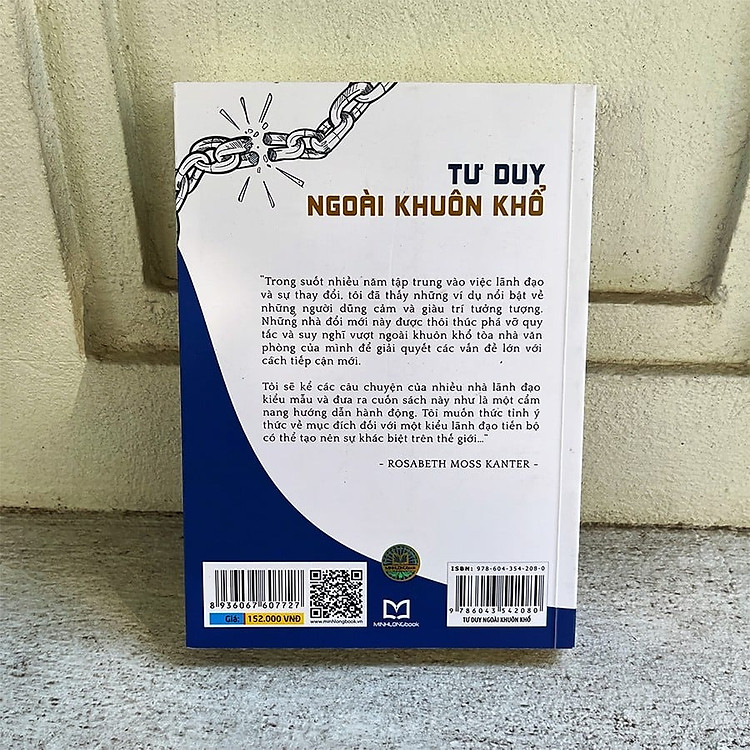 TƯ DUY
NGOÀI KHUÔN KHỔ
"Trong suốt nhiều năm tập trung vào việc lãnh đạo
và sự thay đổi, tôi đã thấy những ví dụ nổi bật về
những người dũng cảm và giàu trí tưởng tượng.
Những nhà đổi mới này được thôi thúc phá vỡ quy
tắc và suy nghĩ vượt ngoài khuôn khổ tòa nhà văn
phòng của mình để giải quyết các vấn đề lớn với
cách tiếp cận mới.
Tôi sẽ kể các câu chuyện của nhiều nhà lãnh đạo
kiểu mẫu và đưa ra cuốn sách này như là một cẩm
nang hướng dẫn hành động. Tôi muốn thức tỉnh ý
thức về mục đích đối với một kiểu lãnh đạo tiến bộ
có thể tạo nên sự khác biệt trên thế giới..."
- ROSABETH MOSS KANTER -
8 936067 607727
Giá: 152.000 VNĐ
www.minhlongbook.vn
MINHLONGbook
ISBN: 978-604-354-208-0
9 786043 542080
TƯ DUY NGOÀI KHUÔN KHỔ